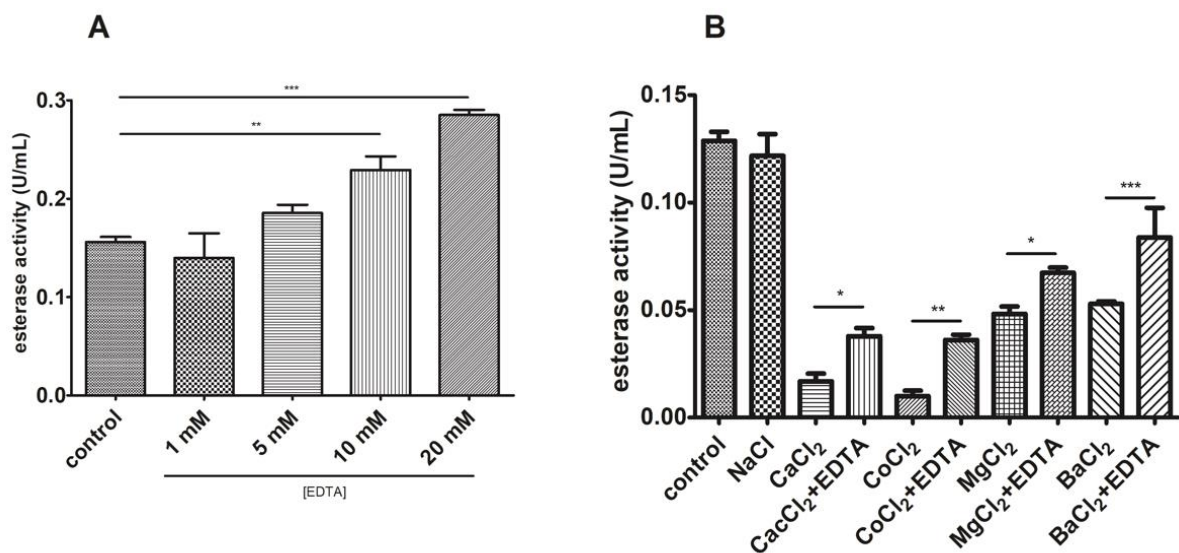 A
esterase activity (U/mL)
0.3
0.2
0.1
0.0
***
**
control
1 mM
5 mM
10 mM
20 mM
[EDTA]
B
esterase activity (U/mL)
0.15
0.10
0.05
0.00
*
**
*
***
control
NaCl
CaCl₂
CacCl₂+EDTA
CoCl₂
CoCl₂+EDTA
MgCl₂
MgCl₂+EDTA
BaCl₂
BaCl₂+EDTA